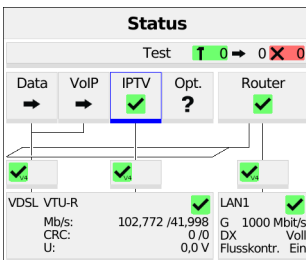 Status
Test 0 0 0
Data VoIP IPTV Opt. Router
?
V4 V4 V4
VDSL VTU-R LAN1
Mb/s: 102,772 /41,998 G 1000 Mbit/s
CRC: 0/0 DX Voll
U: 0,0 V Flusskontr. Ein